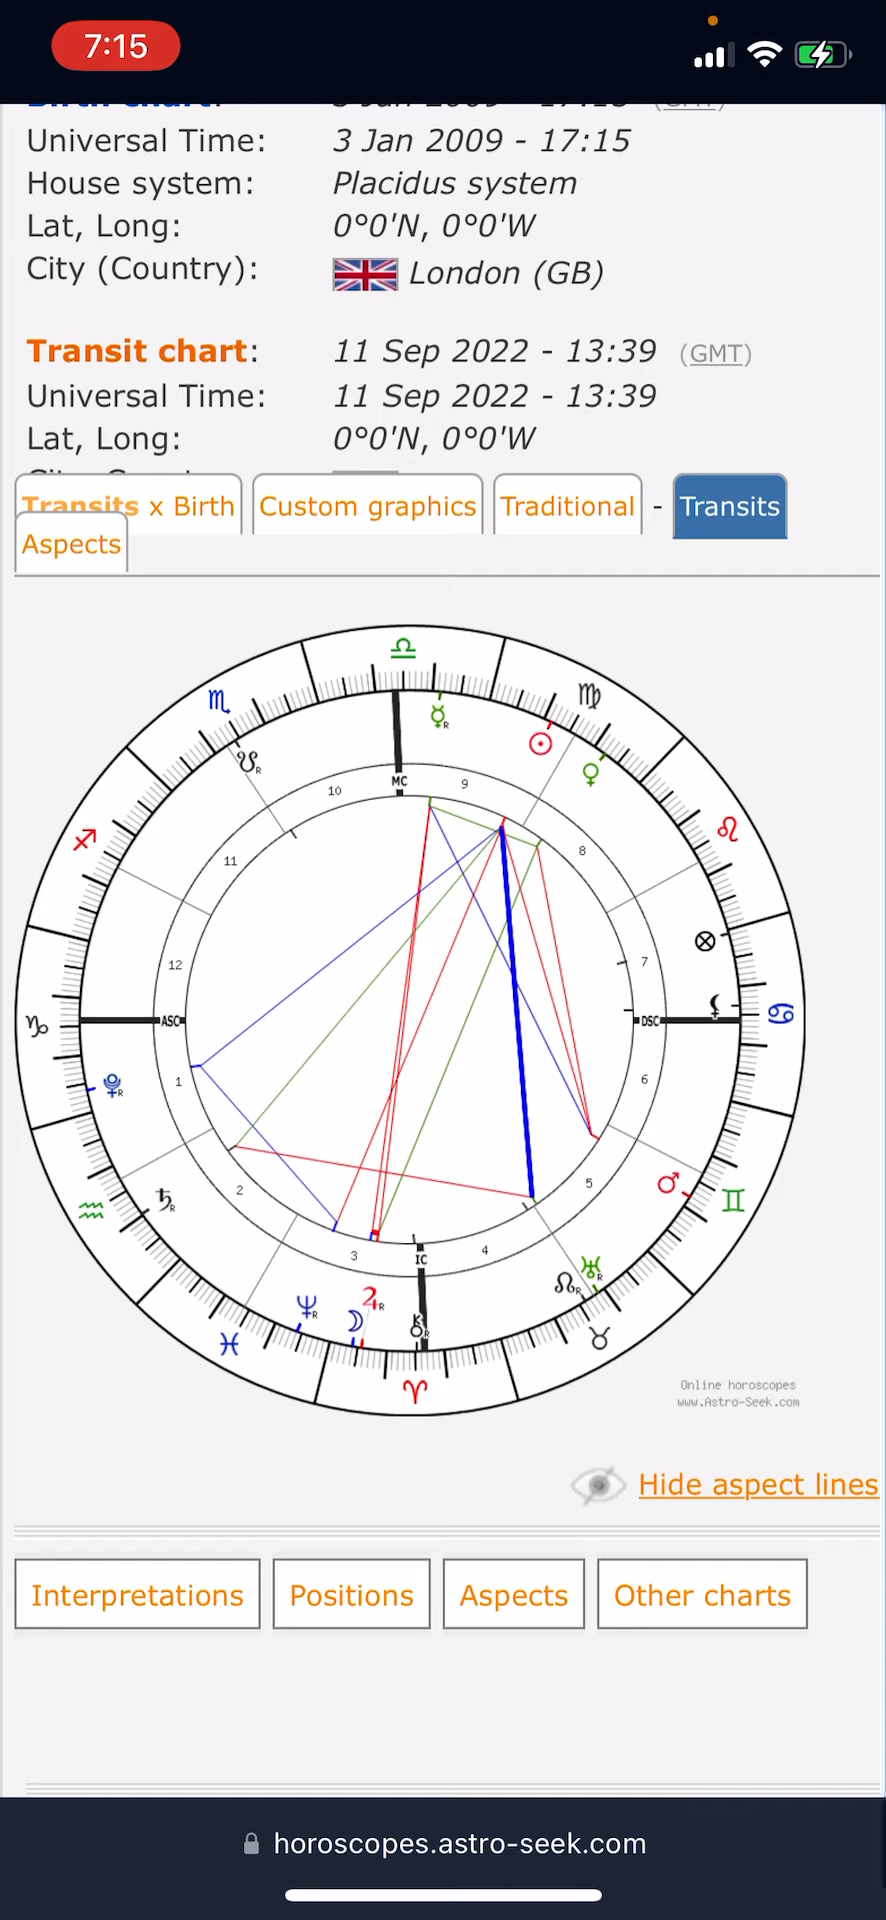 7:15
Universal Time: 3 Jan 2009 - 17:15
House system: Placidus system
Lat, Long: 0°0'N, 0°0'W
City (Country): London (GB)
Transit chart: 11 Sep 2022 - 13:39 (GMT)
Universal Time: 11 Sep 2022 - 13:39
Lat, Long: 0°0'N, 0°0'W
Transits x Birth Custom graphics Traditional - Transits
Aspects
MC
9
10
8
11
7
12
ASC
DSC
1
6
2
5
3
4
IC
R
R
R
R
R
R
R
R
R
Online horoscopes
www.Astro-Seek.com
Hide aspect lines
Interpretations Positions Aspects Other charts
horoscopes.astro-seek.com